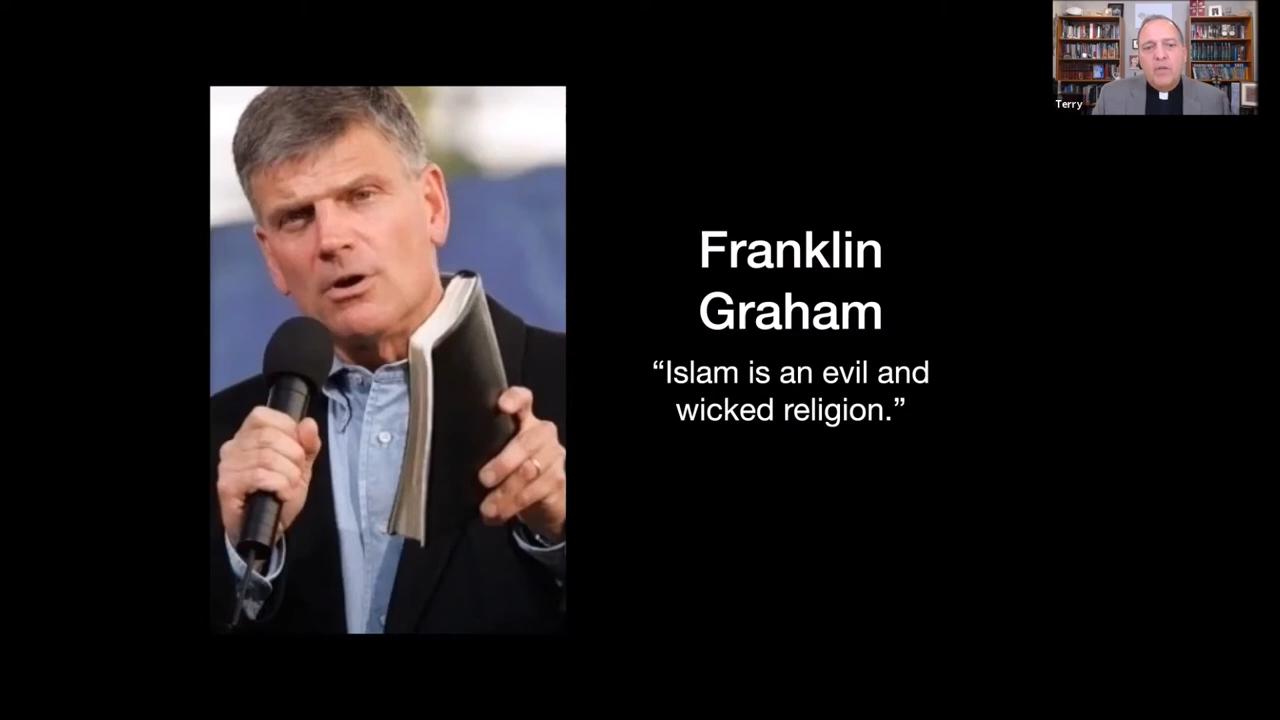 Terry
Franklin
Graham
“Islam is an evil and
wicked religion.”